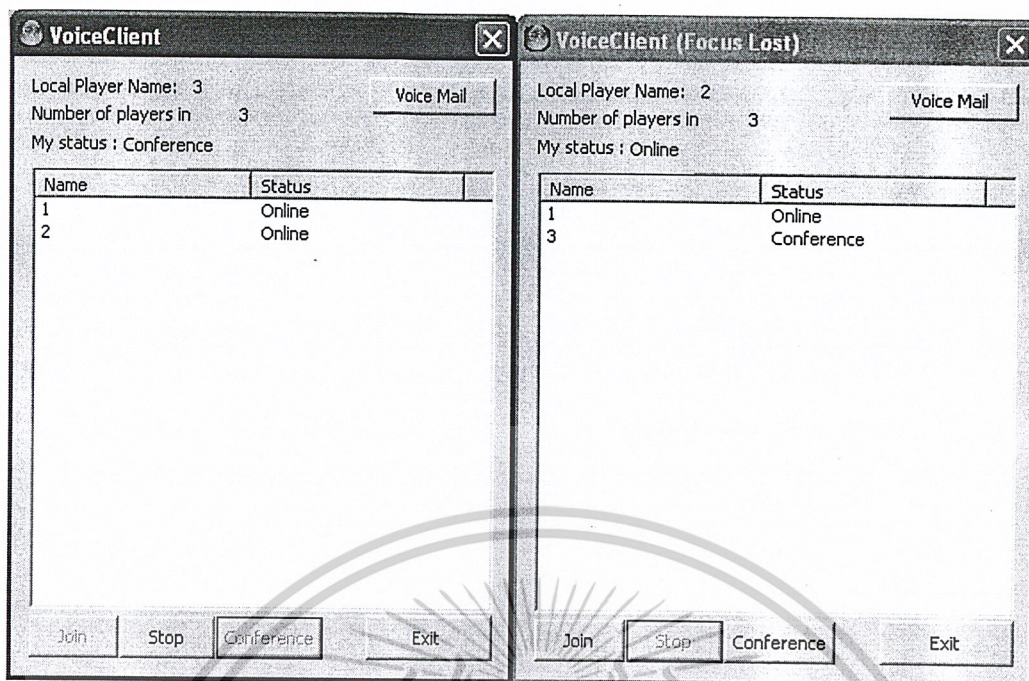 VoiceClient
Local Player Name: 3
Voice Mail
Number of players in 3
My status : Conference
Name Status
1 Online
2 Online
Join Stop Conference Exit
VoiceClient (Focus Lost)
Local Player Name: 2
Voice Mail
Number of players in 3
My status : Online
Name Status
1 Online
3 Conference
Join Stop Conference Exit